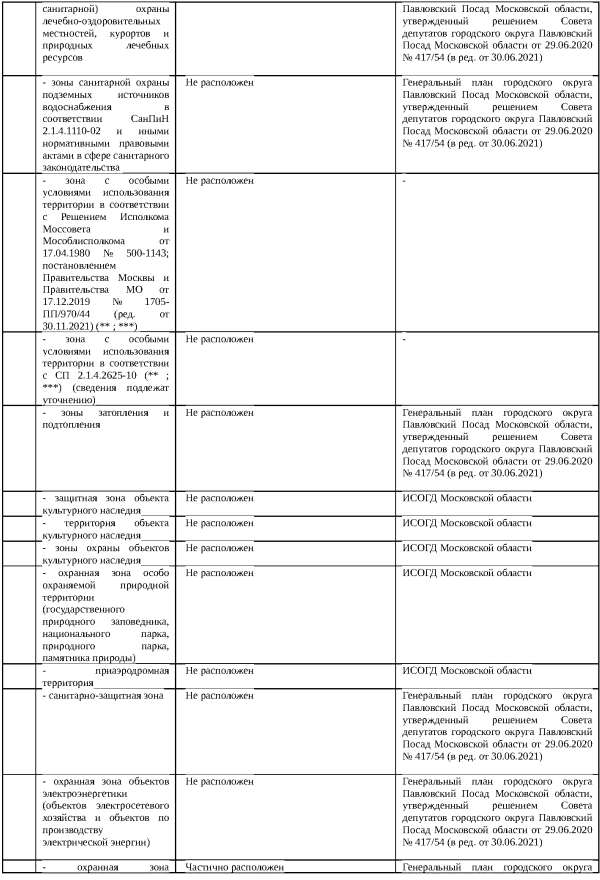 санитарной) охраны
лечебно-оздоровительных
местностей, курортов и
природных лечебных
ресурсов
Павловский Посад Московской области,
утвержденный решением Совета
депутатов городского округа Павловский
Посад Московской области от 29.06.2020
№ 417/54 (в ред. от 30.06.2021)
- зоны санитарной охраны
подземных источников
водоснабжения в
соответствии СанПиН
2.1.4.1110-02 и иными
нормативными правовыми
актами в сфере санитарного
законодательства
Не расположен
Генеральный план городского округа
Павловский Посад Московской области,
утвержденный решением Совета
депутатов городского округа Павловский
Посад Московской области от 29.06.2020
№ 417/54 (в ред. от 30.06.2021)
- зона с особыми
условиями использования
территории в соответствии
с Решением Исполкома
Моссовета и
Мособлисполкома от
17.04.1980 № 500-1143;
постановлением
Правительства Москвы и
Правительства МО от
17.12.2019 № 1705-
ПП/970/44 (ред. от
30.11.2021) (** ; ***)
Не расположен
-
- зона с особыми
условиями использования
территории в соответствии
с СП 2.1.4.2625-10 (** ;
***) (сведения подлежат
уточнению)
Не расположен
-
- зоны затопления и
подтопления
Не расположен
Генеральный план городского округа
Павловский Посад Московской области,
утвержденный решением Совета
депутатов городского округа Павловский
Посад Московской области от 29.06.2020
№ 417/54 (в ред. от 30.06.2021)
- защитная зона объекта
культурного наследия
Не расположен
ИСОГД Московской области
- территория объекта
культурного наследия
Не расположен
ИСОГД Московской области
- зоны охраны объектов
культурного наследия
Не расположен
ИСОГД Московской области
- охранная зона особо
охраняемой природной
территории
(государственного
природного заповедника,
национального парка,
природного парка,
памятника природы)
Не расположен
ИСОГД Московской области
- приаэродромная
территория
Не расположен
ИСОГД Московской области
- санитарно-защитная зона
Не расположен
Генеральный план городского округа
Павловский Посад Московской области,
утвержденный решением Совета
депутатов городского округа Павловский
Посад Московской области от 29.06.2020
№ 417/54 (в ред. от 30.06.2021)
- охранная зона объектов
электроэнергетики
(объектов электросетевого
хозяйства и объектов по
производству
электрической энергии)
Не расположен
Генеральный план городского округа
Павловский Посад Московской области,
утвержденный решением Совета
депутатов городского округа Павловский
Посад Московской области от 29.06.2020
№ 417/54 (в ред. от 30.06.2021)
- охранная зона
Частично расположен
Генеральный план городского округа